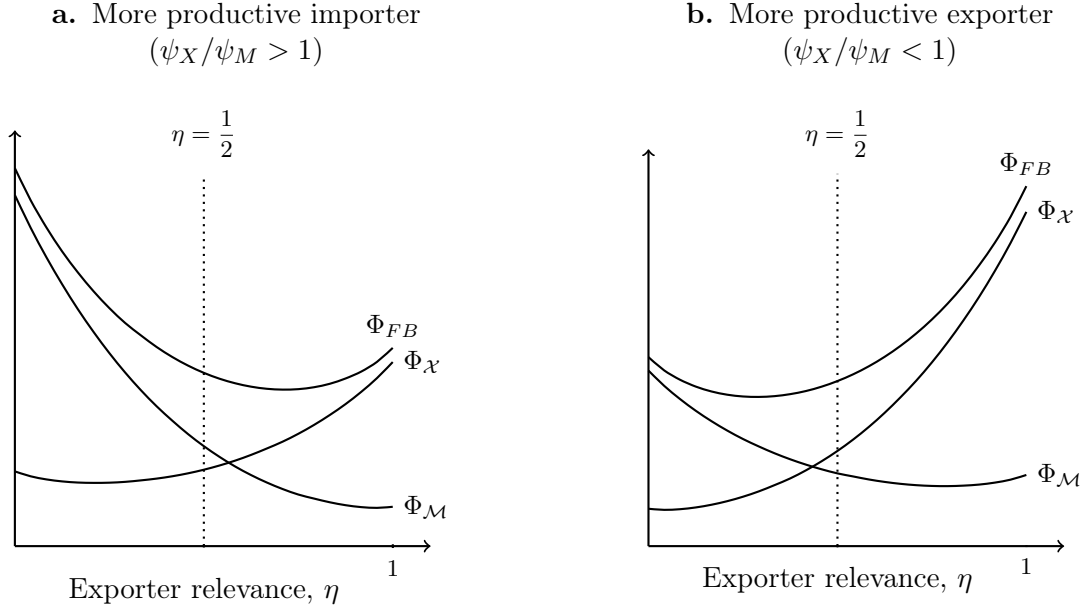 a. More productive importer
(ψ_X/ψ_M > 1)
η = 1/2
Φ_FB
Φ_𝒳
Φ_ℳ
1
Exporter relevance, η
b. More productive exporter
(ψ_X/ψ_M < 1)
η = 1/2
Φ_FB
Φ_𝒳
Φ_ℳ
1
Exporter relevance, η